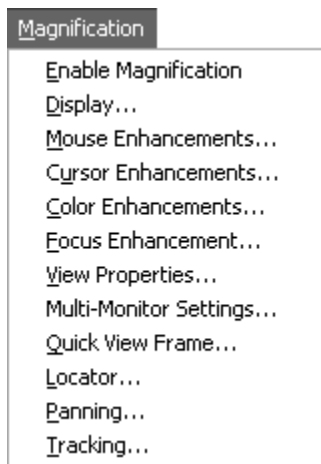 Magnification
Enable Magnification
Display...
Mouse Enhancements...
Cursor Enhancements...
Color Enhancements...
Focus Enhancement...
View Properties...
Multi-Monitor Settings...
Quick View Frame...
Locator...
Panning...
Tracking...